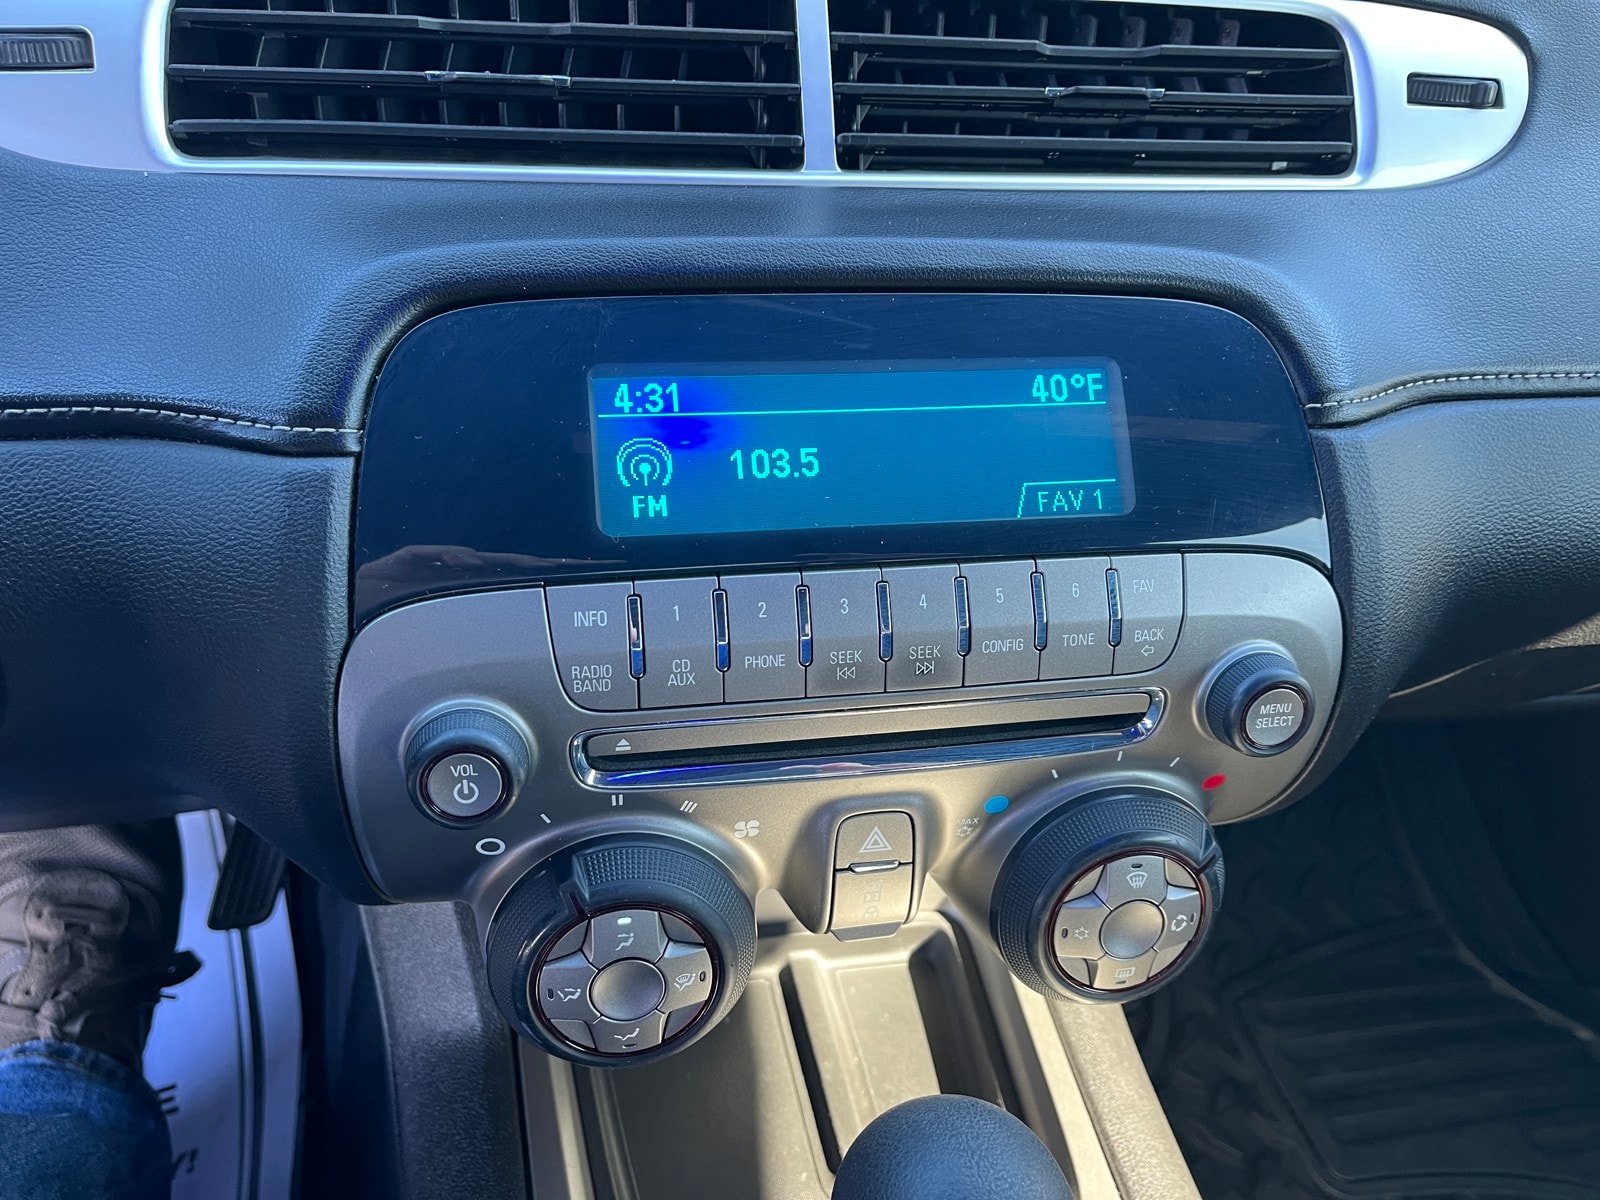 4:31 40°F
103.5
FM
FAV 1
INFO 1 2 3 4 5 6 FAV
RADIO BAND CD AUX PHONE SEEK SEEK CONFIG TONE BACK
VOL
MENU
SELECT
MAX